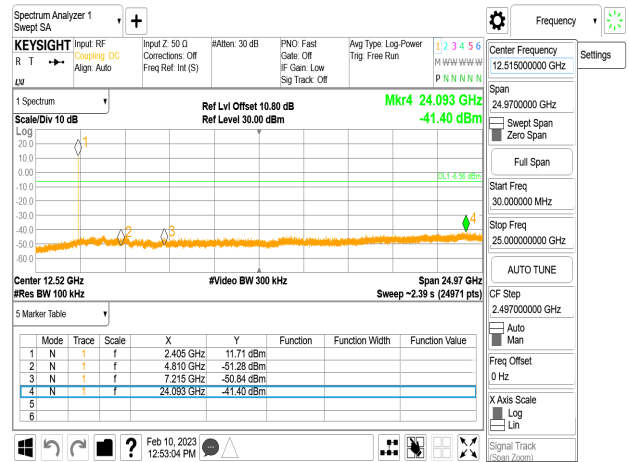 Spectrum Analyzer 1
Swept SA
Frequency
KEYSIGHT
R T
LXI
Input: RF
Coupling: DC
Align: Auto
Input Z: 50 Ω
Corrections: Off
Freq Ref: Int (S)
#Atten: 30 dB
PNO: Fast
Gate: Off
IF Gain: Low
Sig Track: Off
Avg Type: Log-Power
Trig: Free Run
1 2 3 4 5 6
M W W W W W
P N N N N N
1 Spectrum
Scale/Div 10 dB
Ref Lvl Offset 10.80 dB
Ref Level 30.00 dBm
Mkr4 24.093 GHz
-41.40 dBm
Log
20.0
10.0
0.00
-10.0
-20.0
-30.0
-40.0
-50.0
-60.0
1
2
3
4
DL1 -6.96 dBm
Center 12.52 GHz
#Res BW 100 kHz
#Video BW 300 kHz
Span 24.97 GHz
Sweep ~2.39 s (24971 pts)
5 Marker Table
Mode Trace Scale X Y Function Function Width Function Value
1 N 1 f 2.405 GHz 11.71 dBm
2 N 1 f 4.810 GHz -51.28 dBm
3 N 1 f 7.215 GHz -50.84 dBm
4 N 1 f 24.093 GHz -41.40 dBm
5
6
?
Feb 10, 2023
12:53:04 PM
Center Frequency
12.515000000 GHz
Settings
Span
24.9700000 GHz
Swept Span
Zero Span
Full Span
Start Freq
30.000000 MHz
Stop Freq
25.000000000 GHz
AUTO TUNE
CF Step
2.497000000 GHz
Auto
Man
Freq Offset
0 Hz
X Axis Scale
Log
Lin
Signal Track
(Span Zoom)